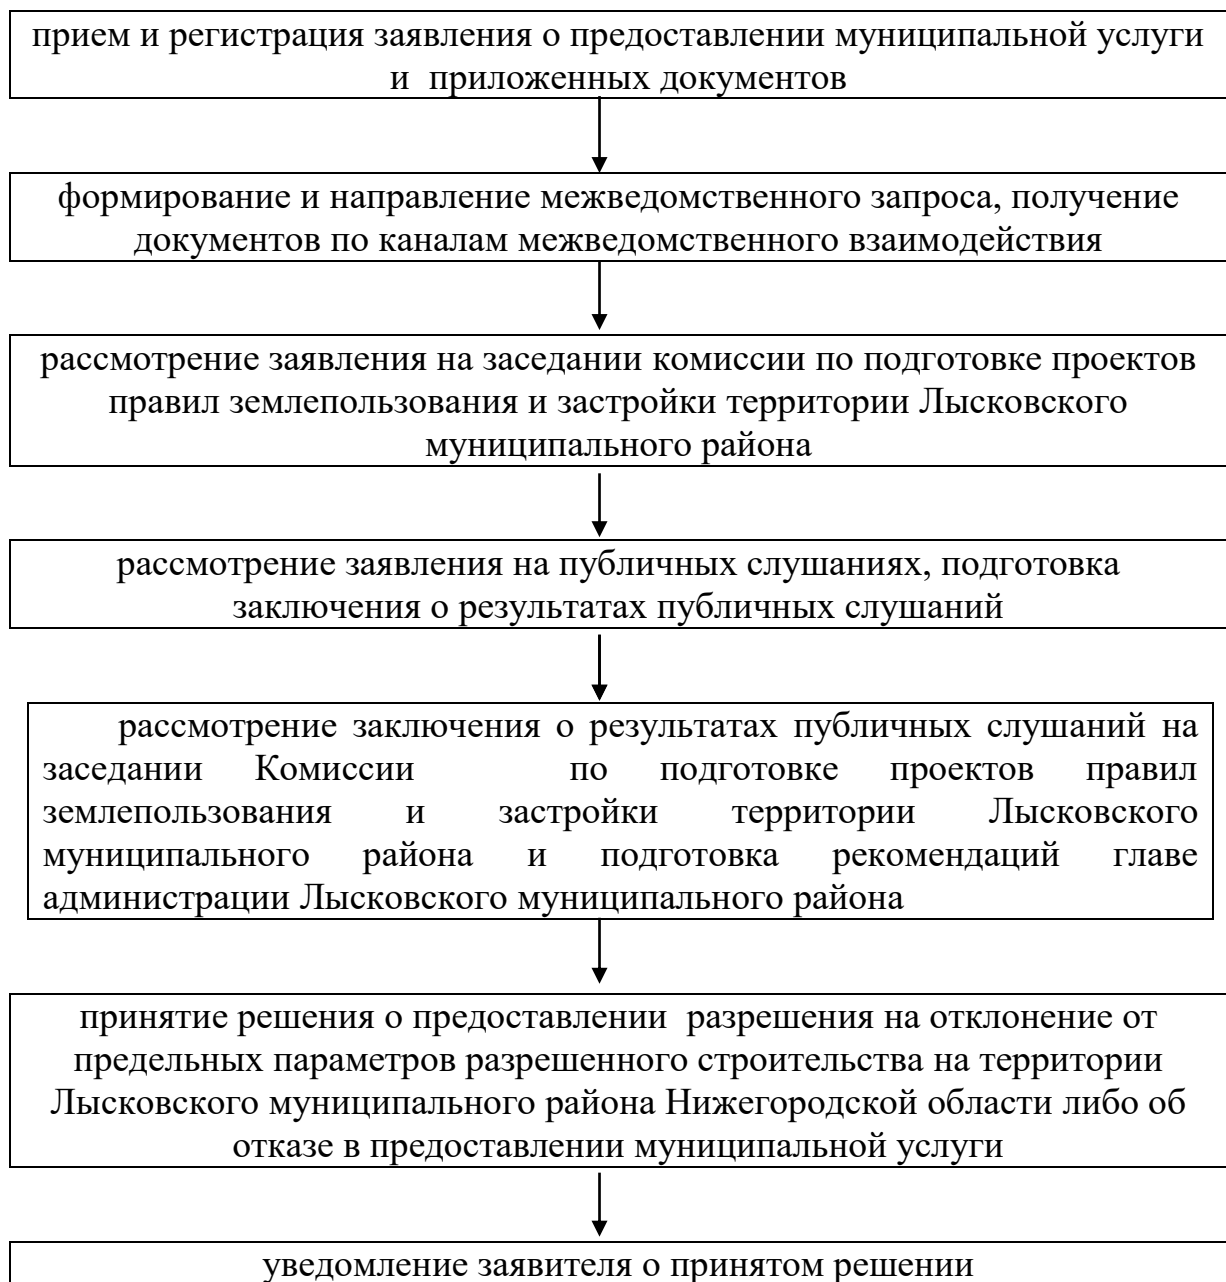 прием и регистрация заявления о предоставлении муниципальной услуги
и приложенных документов
формирование и направление межведомственного запроса, получение
документов по каналам межведомственного взаимодействия
рассмотрение заявления на заседании комиссии по подготовке проектов
правил землепользования и застройки территории Лысковского
муниципального района
рассмотрение заявления на публичных слушаниях, подготовка
заключения о результатах публичных слушаний
рассмотрение заключения о результатах публичных слушаний на
заседании Комиссии по подготовке проектов правил
землепользования и застройки территории Лысковского
муниципального района и подготовка рекомендаций главе
администрации Лысковского муниципального района
принятие решения о предоставлении разрешения на отклонение от
предельных параметров разрешенного строительства на территории
Лысковского муниципального района Нижегородской области либо об
отказе в предоставлении муниципальной услуги
уведомление заявителя о принятом решении